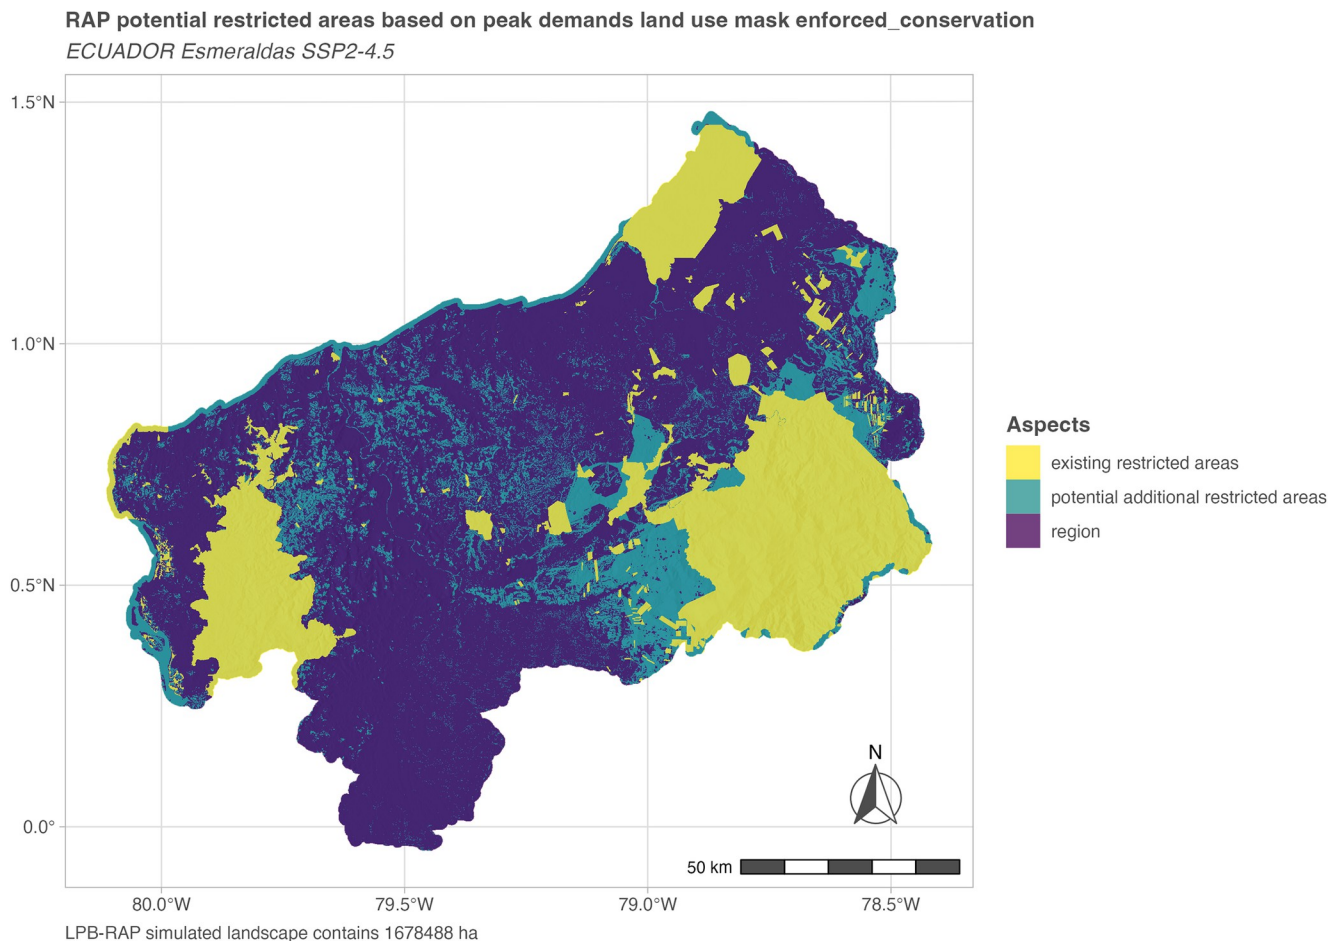 RAP potential restricted areas based on peak demands land use mask enforced_conservation
ECUADOR Esmeraldas SSP2-4.5
1.5°N
1.0°N
0.5°N
0.0°
80.0°W
79.5°W
79.0°W
78.5°W
N
50 km
Aspects
existing restricted areas
potential additional restricted areas
region
LPB-RAP simulated landscape contains 1678488 ha